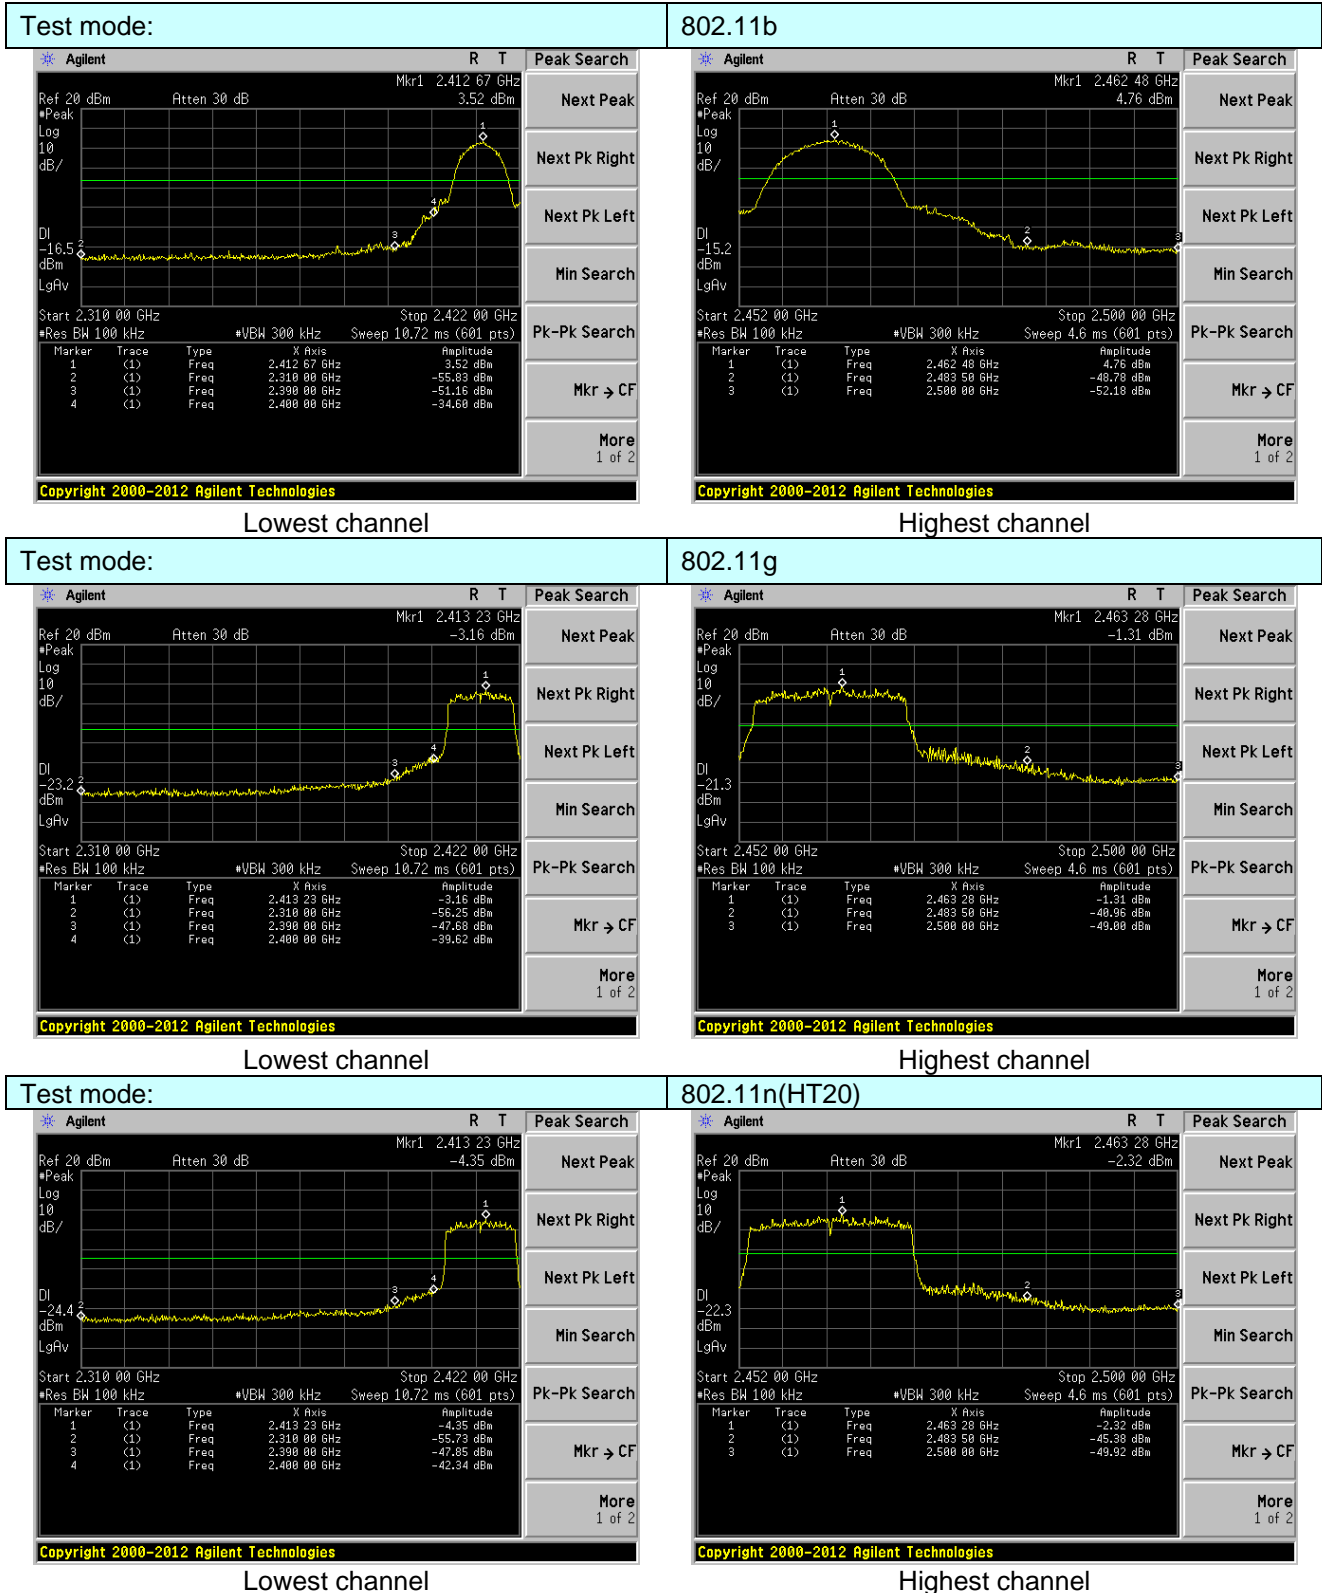 Test mode: 802.11b
Agilent R T Peak Search
Mkr1 2.412 67 GHz
Ref 20 dBm Atten 30 dB 3.52 dBm
#Peak
Log
10
dB/
1
4
3
2
DI
-16.5
dBm
LgAv
Start 2.310 00 GHz Stop 2.422 00 GHz
#Res BW 100 kHz #VBW 300 kHz Sweep 10.72 ms (601 pts)
Marker Trace Type X Axis Amplitude
1 (1) Freq 2.412 67 GHz 3.52 dBm
2 (1) Freq 2.310 00 GHz -55.83 dBm
3 (1) Freq 2.390 00 GHz -51.16 dBm
4 (1) Freq 2.400 00 GHz -34.60 dBm
Next Peak
Next Pk Right
Next Pk Left
Min Search
Pk-Pk Search
Mkr → CF
More
1 of 2
Copyright 2000-2012 Agilent Technologies
Lowest channel
Agilent R T Peak Search
Mkr1 2.462 48 GHz
Ref 20 dBm Atten 30 dB 4.76 dBm
#Peak
Log
10
dB/
1
2
3
DI
-15.2
dBm
LgAv
Start 2.452 00 GHz Stop 2.500 00 GHz
#Res BW 100 kHz #VBW 300 kHz Sweep 4.6 ms (601 pts)
Marker Trace Type X Axis Amplitude
1 (1) Freq 2.462 48 GHz 4.76 dBm
2 (1) Freq 2.483 50 GHz -48.78 dBm
3 (1) Freq 2.500 00 GHz -52.18 dBm
Next Peak
Next Pk Right
Next Pk Left
Min Search
Pk-Pk Search
Mkr → CF
More
1 of 2
Copyright 2000-2012 Agilent Technologies
Highest channel
Test mode: 802.11g
Agilent R T Peak Search
Mkr1 2.413 23 GHz
Ref 20 dBm Atten 30 dB -3.16 dBm
#Peak
Log
10
dB/
1
4
3
2
DI
-23.2
dBm
LgAv
Start 2.310 00 GHz Stop 2.422 00 GHz
#Res BW 100 kHz #VBW 300 kHz Sweep 10.72 ms (601 pts)
Marker Trace Type X Axis Amplitude
1 (1) Freq 2.413 23 GHz -3.16 dBm
2 (1) Freq 2.310 00 GHz -56.25 dBm
3 (1) Freq 2.390 00 GHz -47.68 dBm
4 (1) Freq 2.400 00 GHz -39.62 dBm
Next Peak
Next Pk Right
Next Pk Left
Min Search
Pk-Pk Search
Mkr → CF
More
1 of 2
Copyright 2000-2012 Agilent Technologies
Lowest channel
Agilent R T Peak Search
Mkr1 2.463 28 GHz
Ref 20 dBm Atten 30 dB -1.31 dBm
#Peak
Log
10
dB/
1
2
3
DI
-21.3
dBm
LgAv
Start 2.452 00 GHz Stop 2.500 00 GHz
#Res BW 100 kHz #VBW 300 kHz Sweep 4.6 ms (601 pts)
Marker Trace Type X Axis Amplitude
1 (1) Freq 2.463 28 GHz -1.31 dBm
2 (1) Freq 2.483 50 GHz -40.96 dBm
3 (1) Freq 2.500 00 GHz -49.00 dBm
Next Peak
Next Pk Right
Next Pk Left
Min Search
Pk-Pk Search
Mkr → CF
More
1 of 2
Copyright 2000-2012 Agilent Technologies
Highest channel
Test mode: 802.11n(HT20)
Agilent R T Peak Search
Mkr1 2.413 23 GHz
Ref 20 dBm Atten 30 dB -4.35 dBm
#Peak
Log
10
dB/
1
4
3
2
DI
-24.4
dBm
LgAv
Start 2.310 00 GHz Stop 2.422 00 GHz
#Res BW 100 kHz #VBW 300 kHz Sweep 10.72 ms (601 pts)
Marker Trace Type X Axis Amplitude
1 (1) Freq 2.413 23 GHz -4.35 dBm
2 (1) Freq 2.310 00 GHz -55.73 dBm
3 (1) Freq 2.390 00 GHz -47.85 dBm
4 (1) Freq 2.400 00 GHz -42.34 dBm
Next Peak
Next Pk Right
Next Pk Left
Min Search
Pk-Pk Search
Mkr → CF
More
1 of 2
Copyright 2000-2012 Agilent Technologies
Lowest channel
Agilent R T Peak Search
Mkr1 2.463 28 GHz
Ref 20 dBm Atten 30 dB -2.32 dBm
#Peak
Log
10
dB/
1
2
3
DI
-22.3
dBm
LgAv
Start 2.452 00 GHz Stop 2.500 00 GHz
#Res BW 100 kHz #VBW 300 kHz Sweep 4.6 ms (601 pts)
Marker Trace Type X Axis Amplitude
1 (1) Freq 2.463 28 GHz -2.32 dBm
2 (1) Freq 2.483 50 GHz -45.38 dBm
3 (1) Freq 2.500 00 GHz -49.92 dBm
Next Peak
Next Pk Right
Next Pk Left
Min Search
Pk-Pk Search
Mkr → CF
More
1 of 2
Copyright 2000-2012 Agilent Technologies
Highest channel